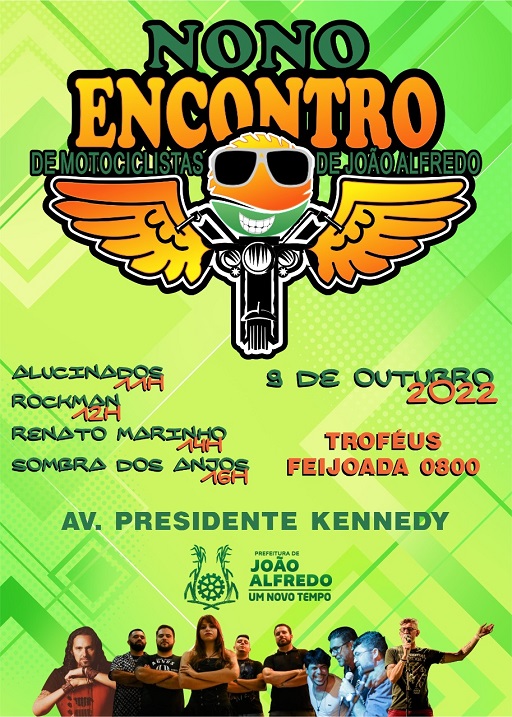 NONO
ENCONTRO
DE MOTOCICLISTAS DE JOÃO ALFREDO
ALUCINADOS
11H
ROCKMAN
12H
RENATO MARINHO
14H
SOMBRA DOS ANJOS
16H
9 DE OUTUBRO
2022
TROFÉUS
FEIJOADA 0800
AV. PRESIDENTE KENNEDY
PREFEITURA DE
JOÃO
ALFREDO
UM NOVO TEMPO